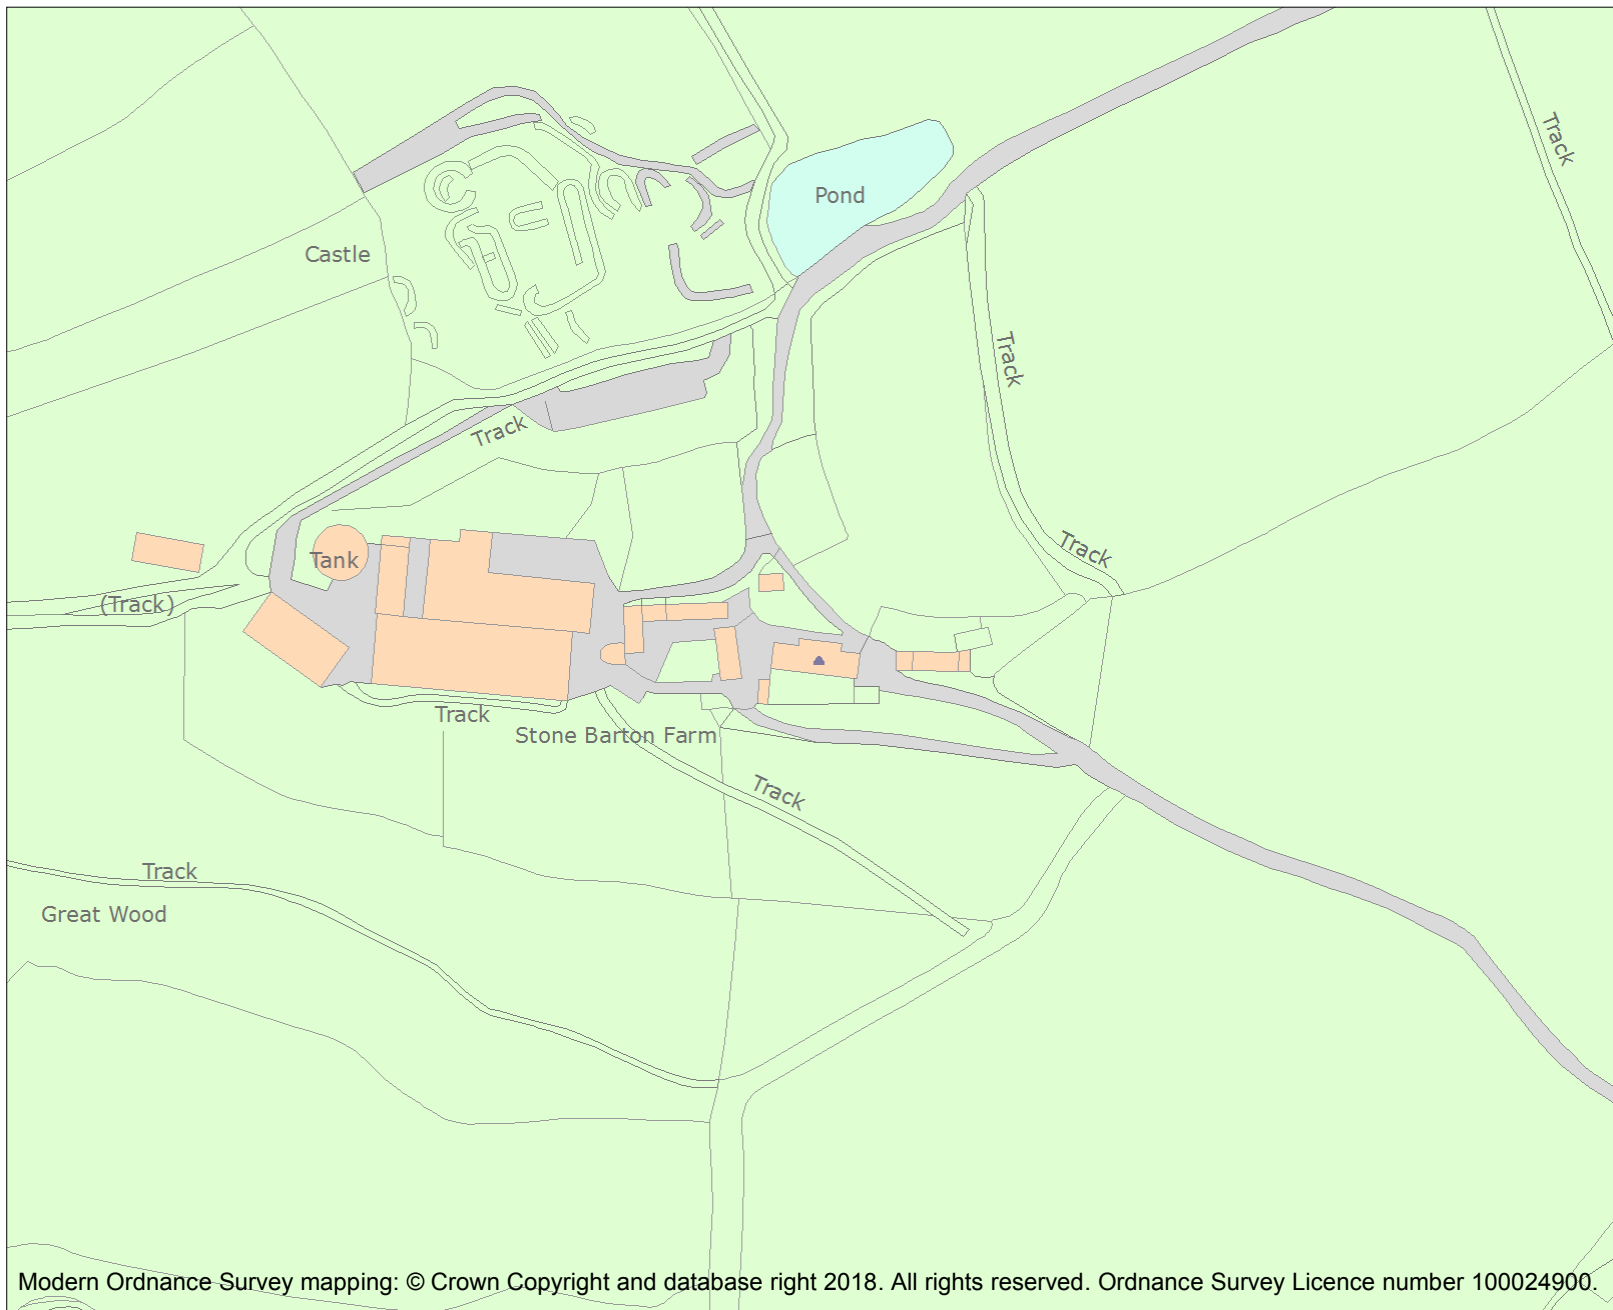 Track
Pond
Castle
Track
Track
Track
Tank
(Track)
Track
Stone Barton Farm
Track
Track
Great Wood
Modern Ordnance Survey mapping: © Crown Copyright and database right 2018. All rights reserved. Ordnance Survey Licence number 100024900.